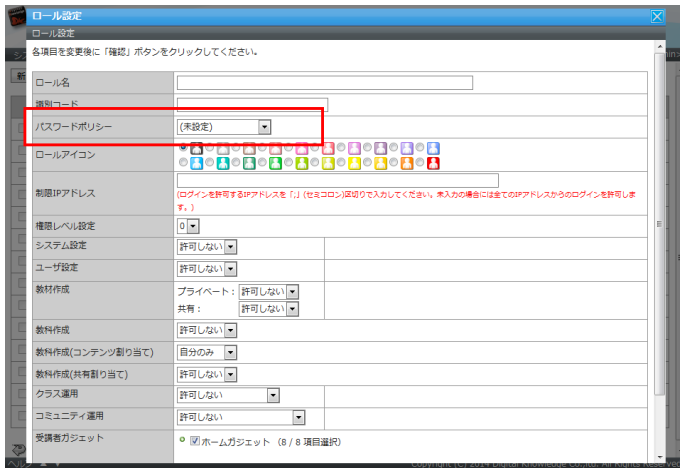 ロール設定
ロール設定
各項目を変更後に「確認」ボタンをクリックしてください。
ロール名
識別コード
パスワードポリシー (未設定)
ロールアイコン
制限IPアドレス
(ログインを許可するIPアドレスを「;」(セミコロン)区切りで入力してください。未入力の場合には全てのIPアドレスからのログインを許可しま
す。)
権限レベル設定 0
システム設定 許可しない
ユーザ設定 許可しない
教材作成 プライベート： 許可しない
共有： 許可しない
教科作成 許可しない
教科作成(コンテンツ割り当て) 自分のみ
教科作成(共有割り当て) 許可しない
クラス運用 許可しない
コミュニティ運用 許可しない
受講者ガジェット ホームガジェット (8 / 8 項目選択)
Copyright (C) 2014 Digital Knowledge Co.,Ltd. All Rights Reserved